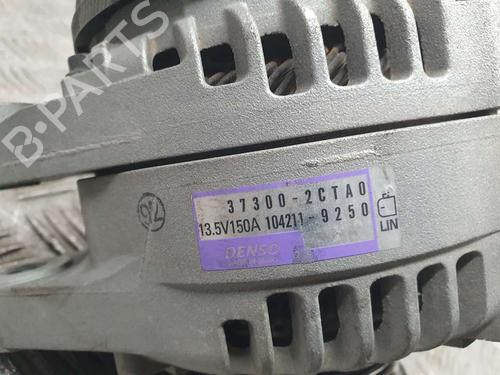 B-PARTS
37300-2CTA0
13.5V150A 104211-9250
LIN
DENSO